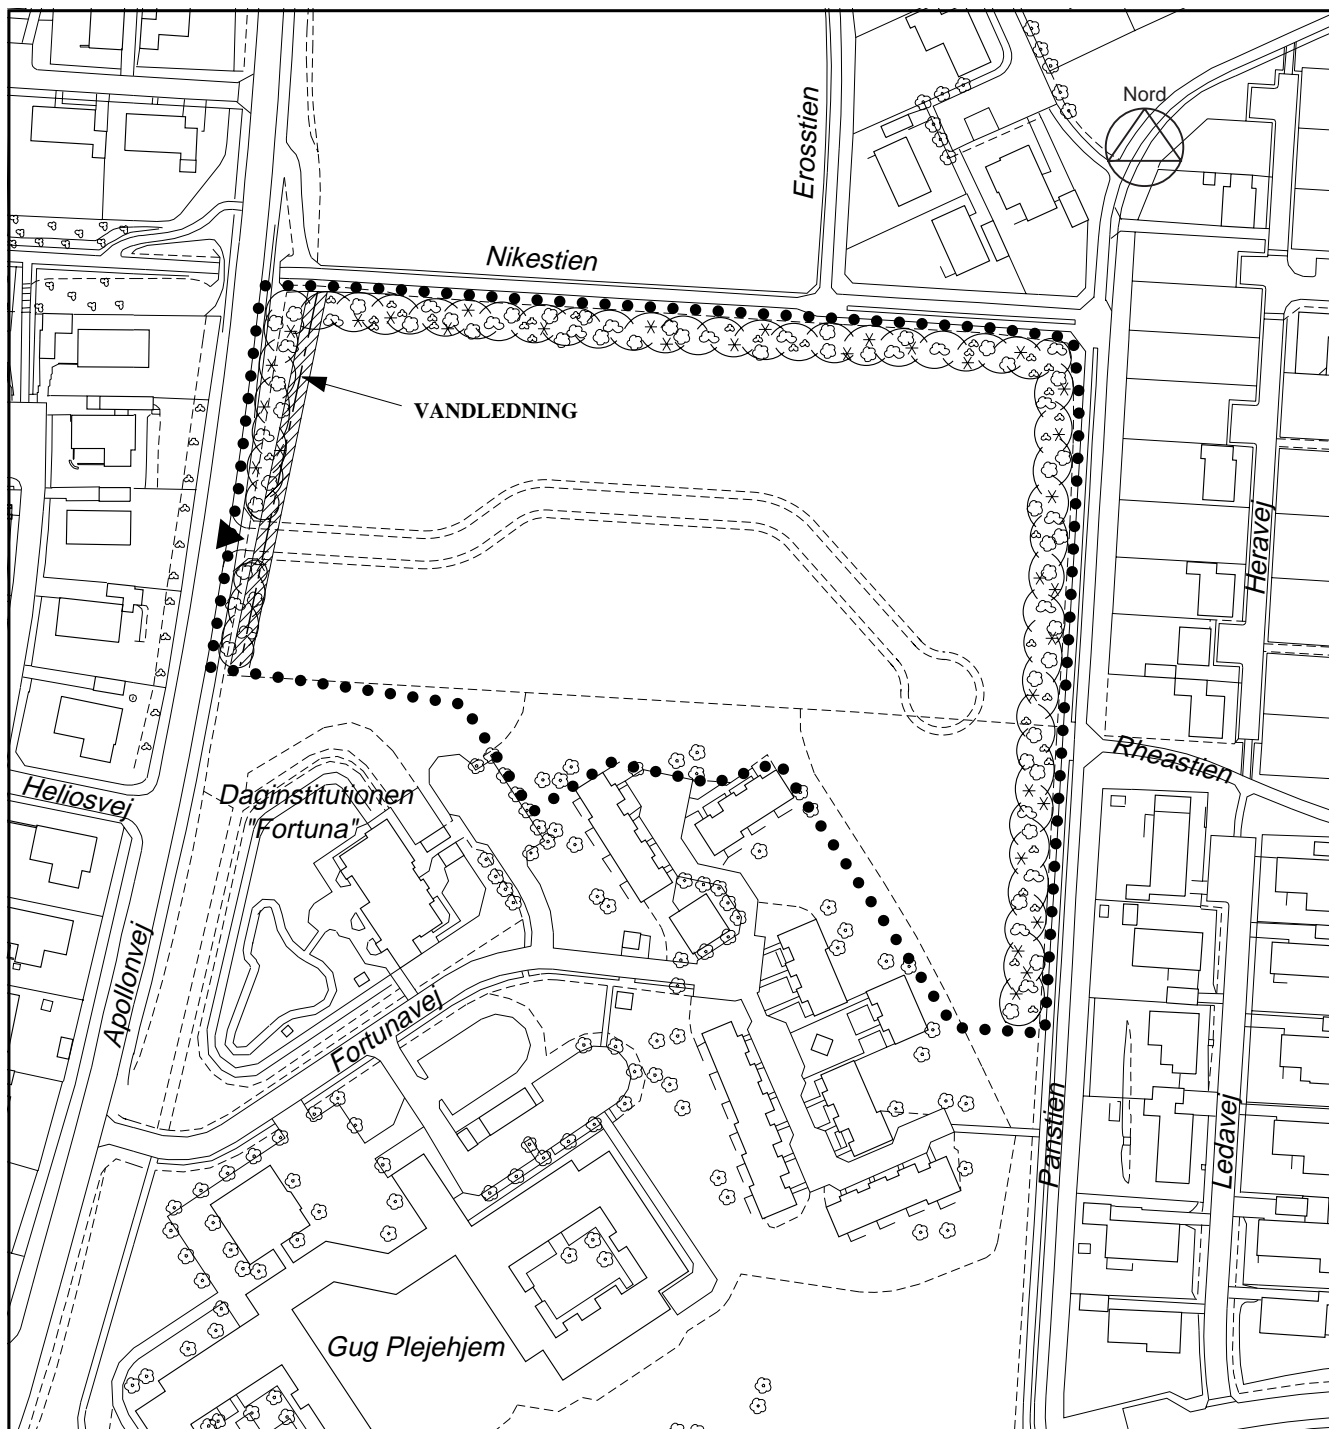 Nord
Erosstien
Nikestien
VANDLEDNING
Heravej
Rheastien
Heliosvej
Daginstitutionen
"Fortuna"
Apollonvej
Fortunavej
Panstien
Ledavej
Gug Plejehjem